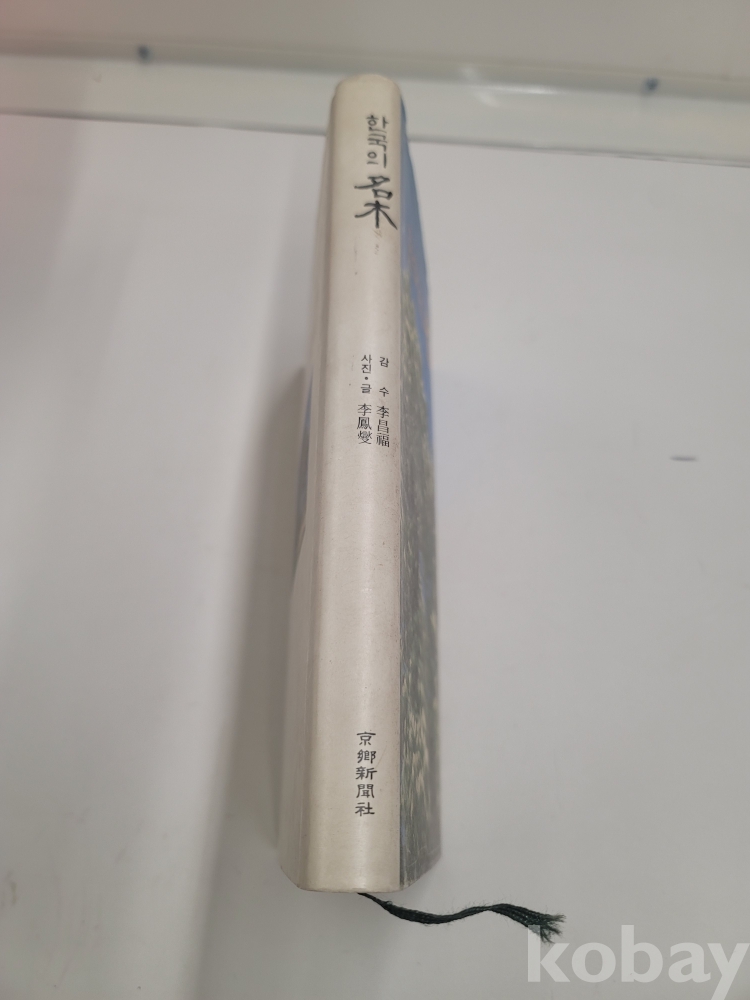 한국의 名木
감수 李昌福
사진·글 李鳳燮
京鄕新聞社
kobay